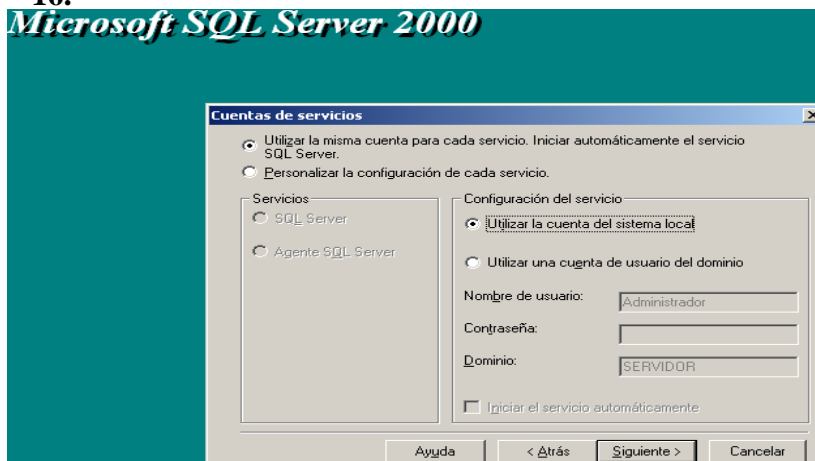 16.
Microsoft SQL Server 2000
Cuentas de servicios
Utilizar la misma cuenta para cada servicio. Iniciar automáticamente el servicio
SQL Server.
Personalizar la configuración de cada servicio.
Servicios
SQL Server
Agente SQL Server
Configuración del servicio
Utilizar la cuenta del sistema local
Utilizar una cuenta de usuario del dominio
Nombre de usuario:
Administrador
Contraseña:
Dominio:
SERVIDOR
Iniciar el servicio automáticamente
Ayuda
< Atrás
Siguiente >
Cancelar